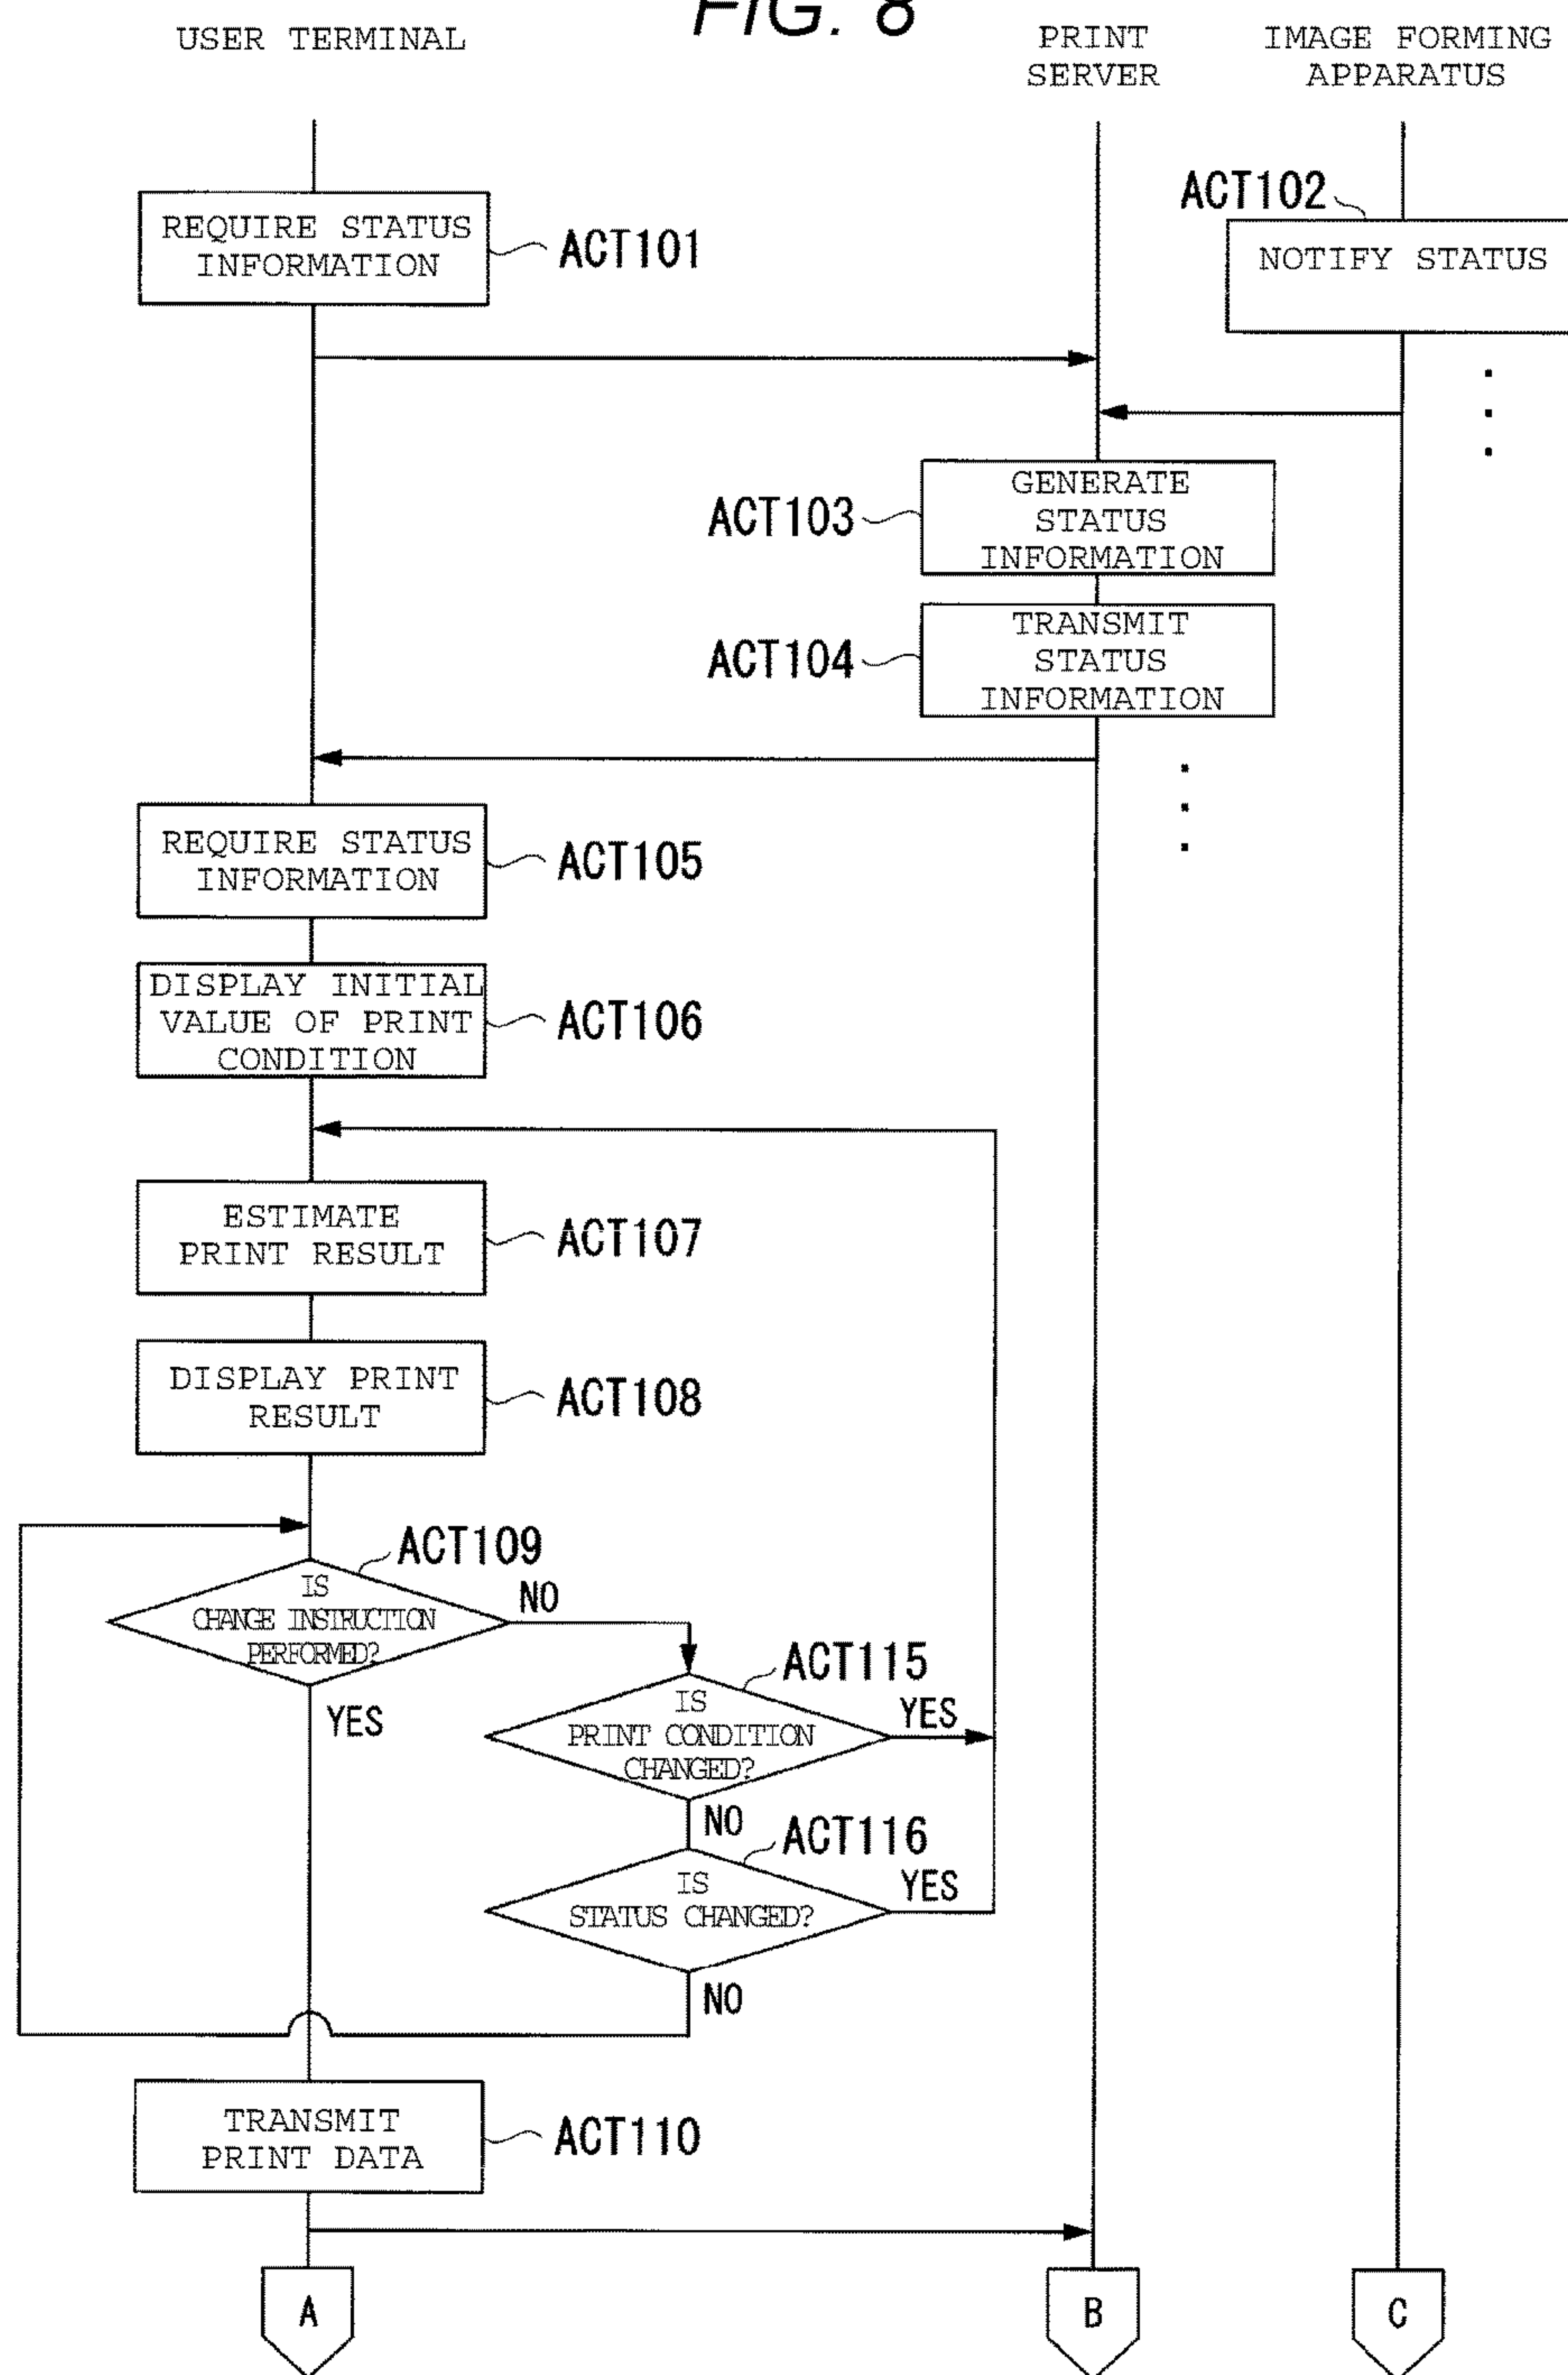 FIG. 8
USER TERMINAL
PRINT
SERVER
IMAGE FORMING
APPARATUS
REQUIRE STATUS
INFORMATION
ACT101
ACT102
NOTIFY STATUS
GENERATE
STATUS
INFORMATION
ACT103
TRANSMIT
STATUS
INFORMATION
ACT104
REQUIRE STATUS
INFORMATION
ACT105
DISPLAY INITIAL
VALUE OF PRINT
CONDITION
ACT106
ESTIMATE
PRINT RESULT
ACT107
DISPLAY PRINT
RESULT
ACT108
ACT109
IS
CHANGE INSTRUCTION
PERFORMED?
NO
YES
ACT115
IS
PRINT CONDITION
CHANGED?
YES
NO
ACT116
IS
STATUS CHANGED?
YES
NO
TRANSMIT
PRINT DATA
ACT110
A
B
C